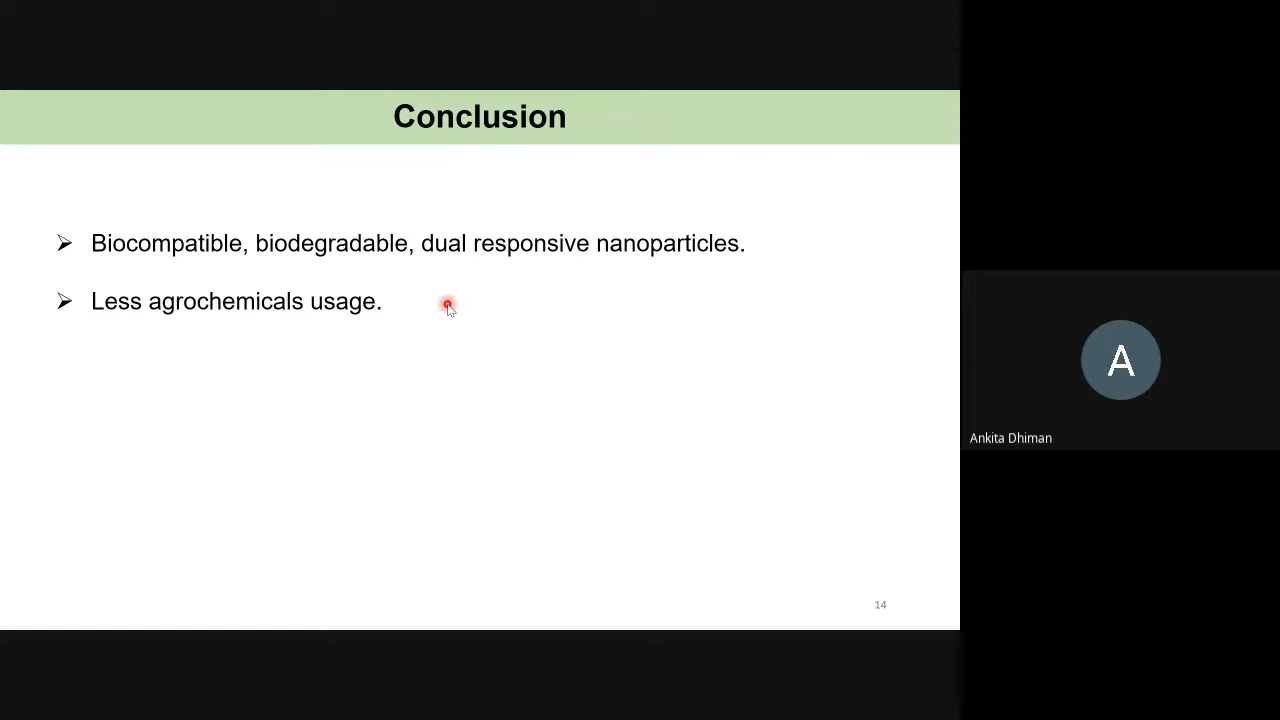 Conclusion
Biocompatible, biodegradable, dual responsive nanoparticles.
Less agrochemicals usage.
14
A
Ankita Dhiman